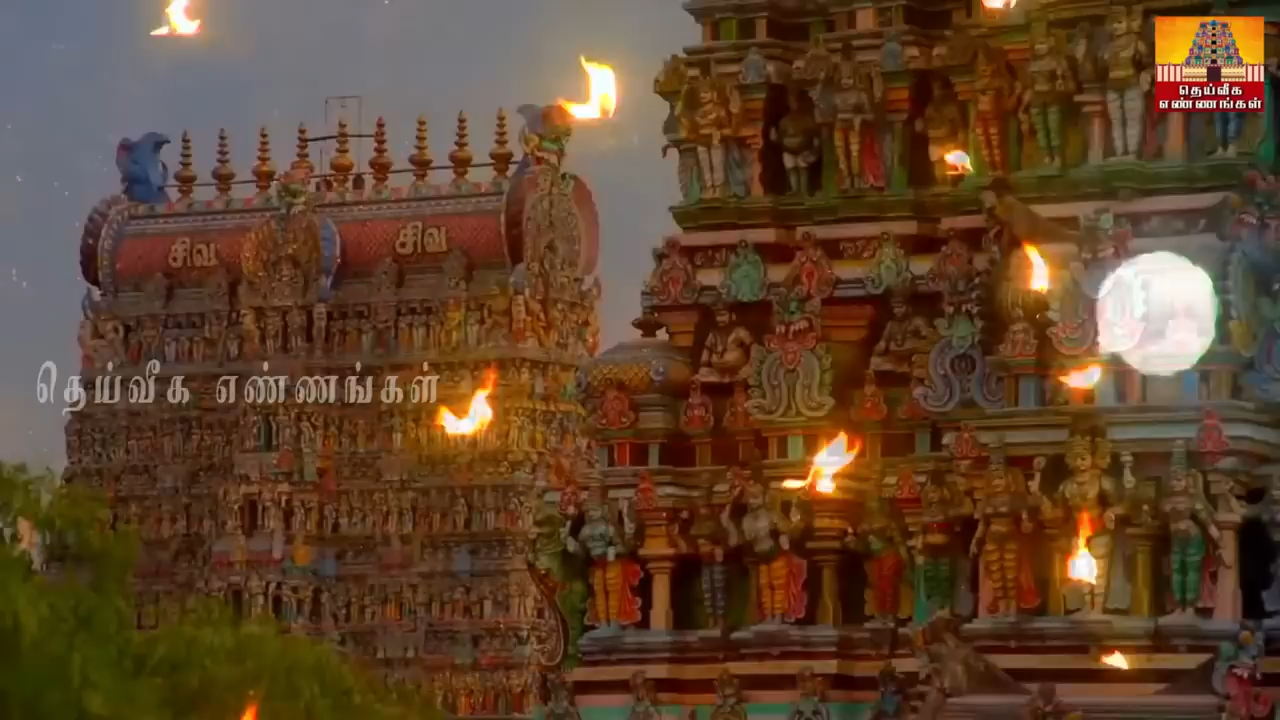 தெய்வீக
எண்ணங்கள்
சிவ
சிவ
தெய்வீக எண்ணங்கள்